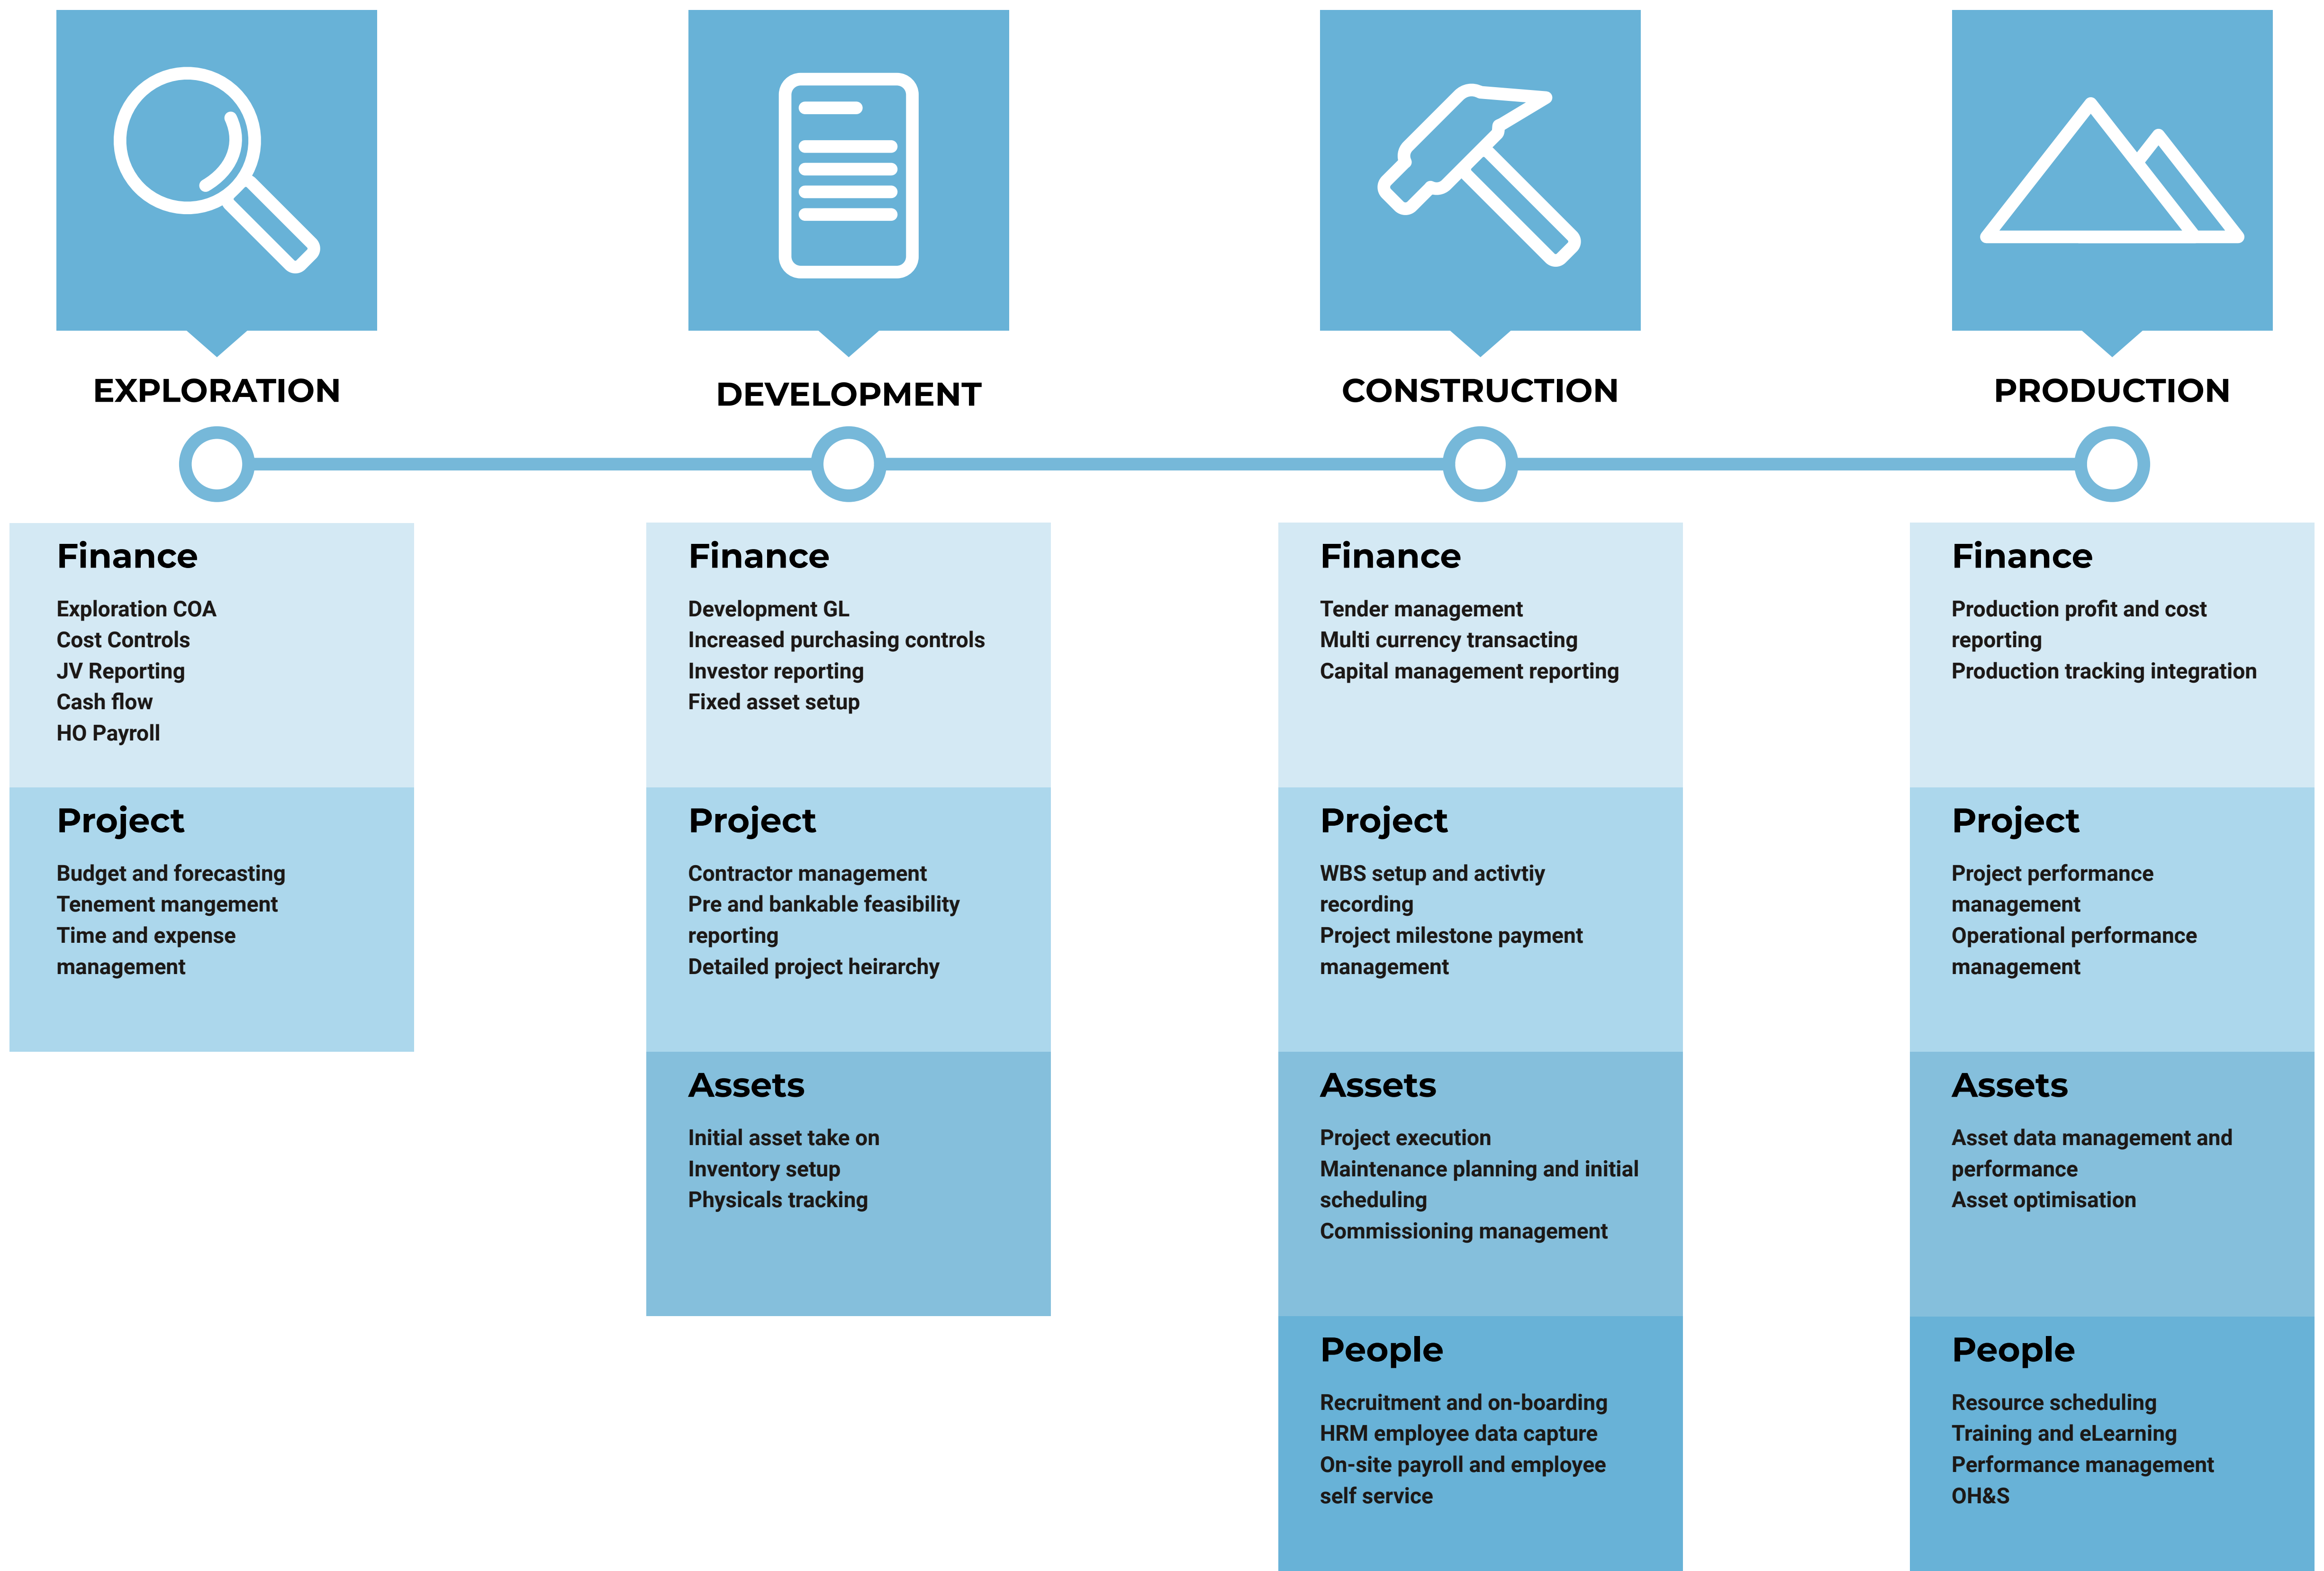 EXPLORATION
Finance
Exploration COA
Cost Controls
JV Reporting
Cash flow
HO Payroll
Project
Budget and forecasting
Tenement mangement
Time and expense
management
DEVELOPMENT
Finance
Development GL
Increased purchasing controls
Investor reporting
Fixed asset setup
Project
Contractor management
Pre and bankable feasibility
reporting
Detailed project heirarchy
Assets
Initial asset take on
Inventory setup
Physicals tracking
CONSTRUCTION
Finance
Tender management
Multi currency transacting
Capital management reporting
Project
WBS setup and activtiy
recording
Project milestone payment
management
Assets
Project execution
Maintenance planning and initial
scheduling
Commissioning management
People
Recruitment and on-boarding
HRM employee data capture
On-site payroll and employee
self service
PRODUCTION
Finance
Production profit and cost
reporting
Production tracking integration
Project
Project performance
management
Operational performance
management
Assets
Asset data management and
performance
Asset optimisation
People
Resource scheduling
Training and eLearning
Performance management
OH&S